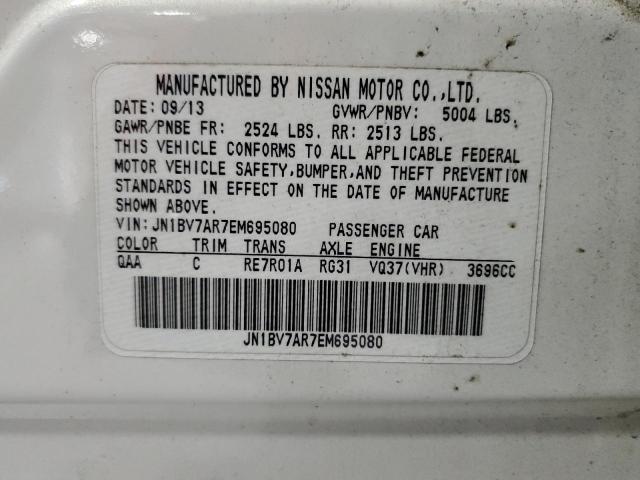 MANUFACTURED BY NISSAN MOTOR CO.,LTD.
DATE: 09/13 GVWR/PNBV: 5004 LBS.
GAWR/PNBE FR: 2524 LBS. RR: 2513 LBS.
THIS VEHICLE CONFORMS TO ALL APPLICABLE FEDERAL
MOTOR VEHICLE SAFETY,BUMPER,AND THEFT PREVENTION
STANDARDS IN EFFECT ON THE DATE OF MANUFACTURE
SHOWN ABOVE.
VIN:JN1BV7AR7EM695080 PASSENGER CAR
COLOR TRIM TRANS AXLE ENGINE
QAA C RE7R01A RG31 VQ37(VHR) 3696CC
JN1BV7AR7EM695080